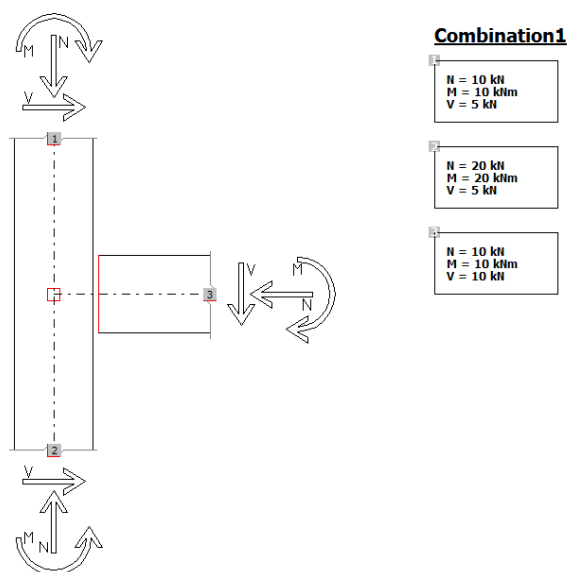 M N
V
1
V
M
3
N
2
V
M N
Combination1
1
N = 10 kN
M = 10 kNm
V = 5 kN
2
N = 20 kN
M = 20 kNm
V = 5 kN
N = 10 kN
M = 10 kNm
V = 10 kN